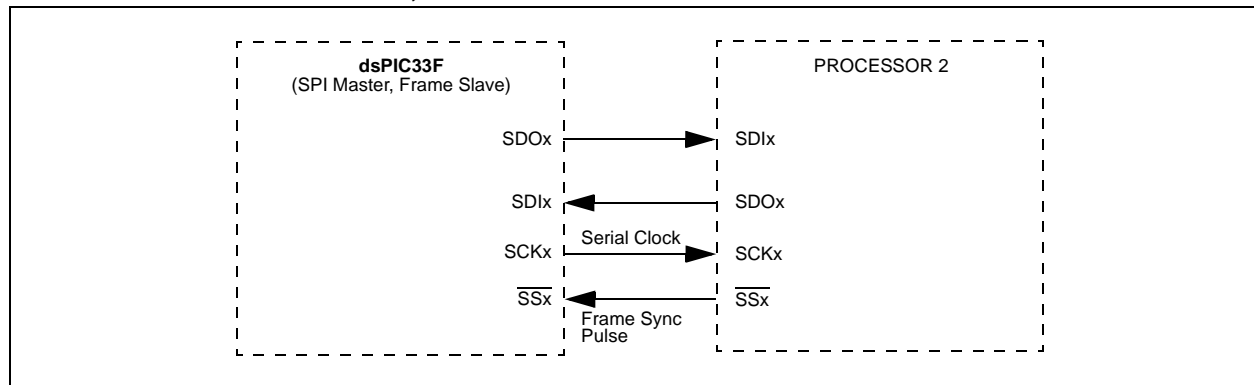 dsPIC33F
(SPI Master, Frame Slave)
PROCESSOR 2
SDOx
SDIx
SDIx
SDOx
SCKx
Serial Clock
SCKx
SSx
Frame Sync
Pulse
SSx